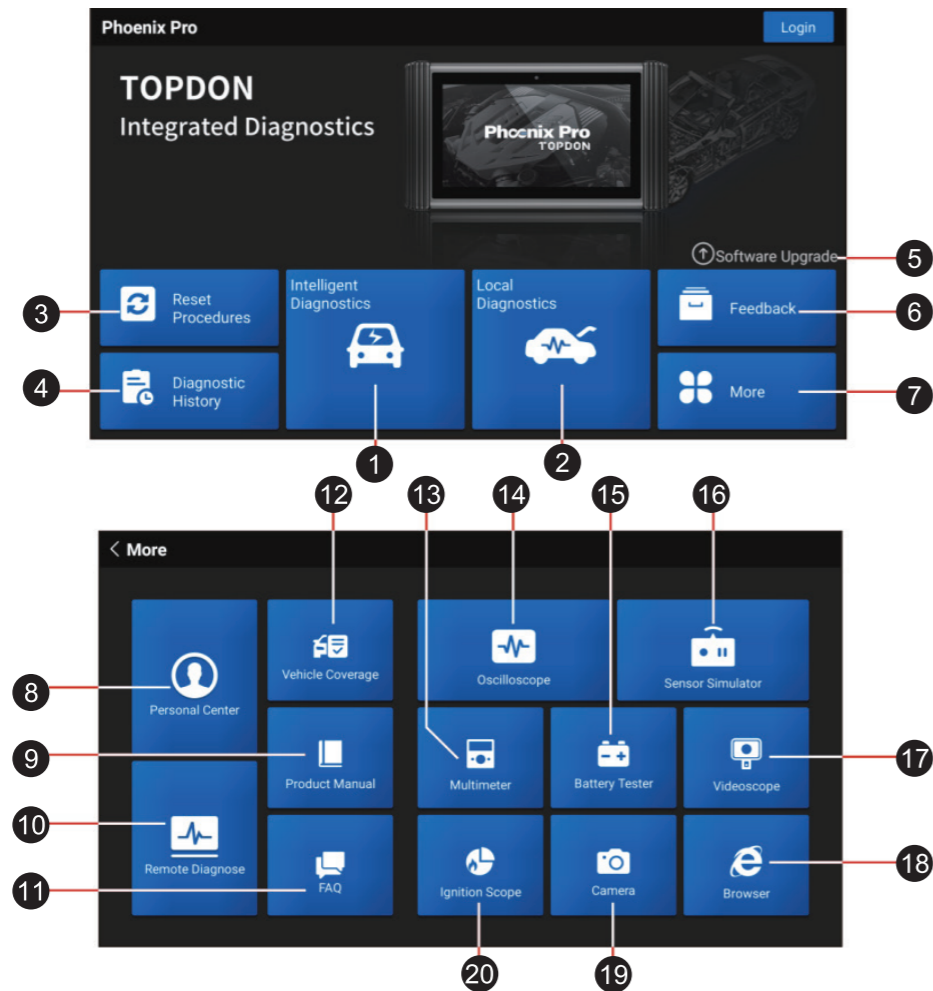 Phoenix Pro
Login
TOPDON
Integrated Diagnostics
Phoenix Pro
TOPDON
Software Upgrade
5
3
Reset
Procedures
Intelligent
Diagnostics
Local
Diagnostics
Feedback
6
4
Diagnostic
History
More
7
1
2
12
13
14
15
16
< More
8
Personal Center
Vehicle Coverage
Oscilloscope
Sensor Simulator
9
Product Manual
Multimeter
Battery Tester
Videoscope
17
10
Remote Diagnose
11
FAQ
Ignition Scope
Camera
Browser
18
20
19